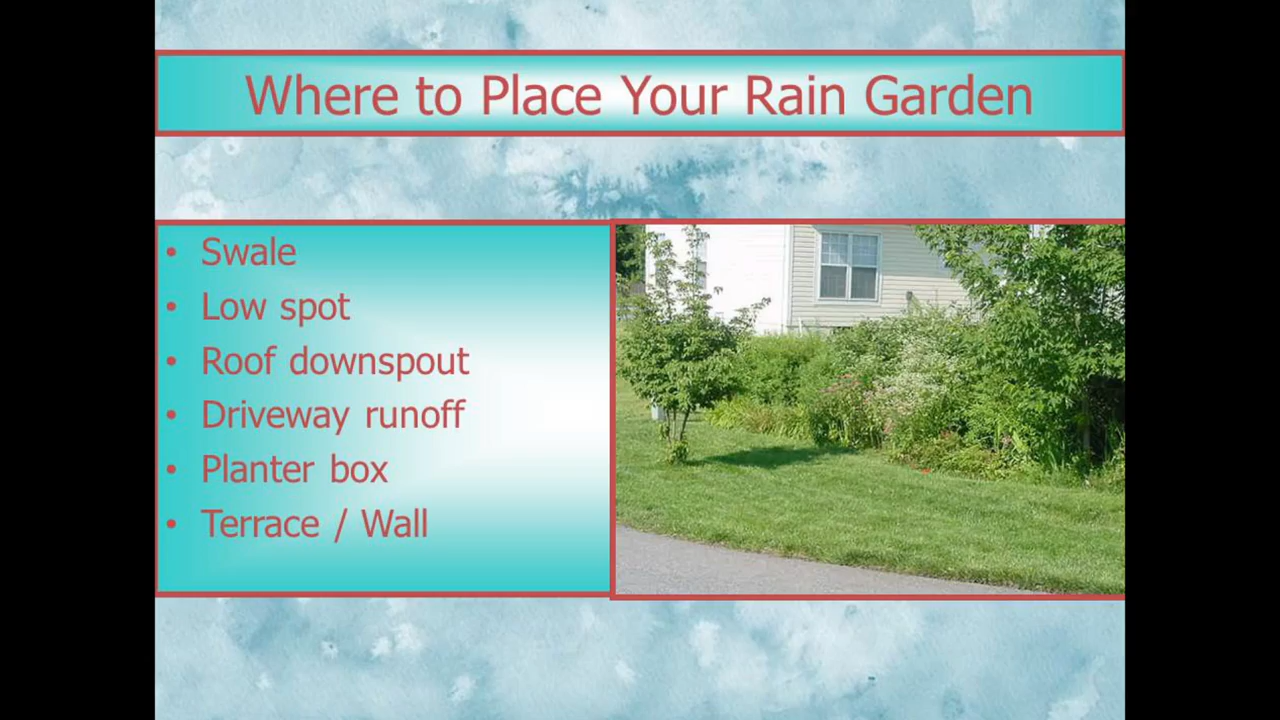 Where to Place Your Rain Garden
• Swale
• Low spot
• Roof downspout
• Driveway runoff
• Planter box
• Terrace / Wall